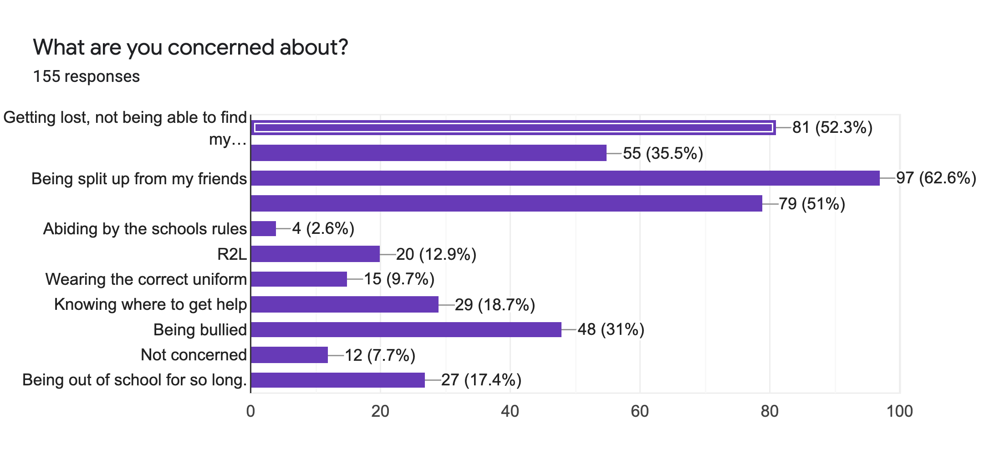 What are you concerned about?
155 responses
Getting lost, not being able to find
my…
81 (52.3%)
55 (35.5%)
Being split up from my friends
97 (62.6%)
79 (51%)
Abiding by the schools rules
4 (2.6%)
R2L
20 (12.9%)
Wearing the correct uniform
15 (9.7%)
Knowing where to get help
29 (18.7%)
Being bullied
48 (31%)
Not concerned
12 (7.7%)
Being out of school for so long.
27 (17.4%)
0 20 40 60 80 100